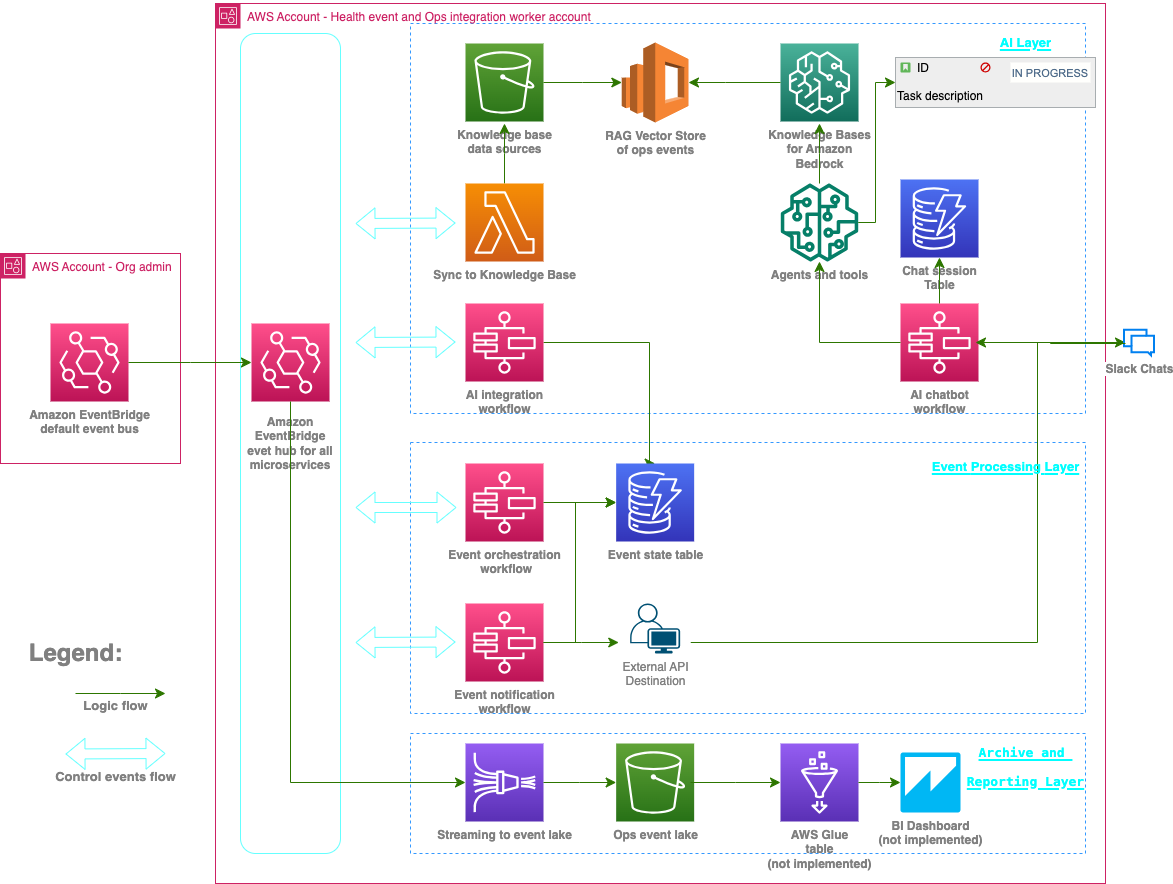 AWS Account - Health event and Ops integration worker account
AI Layer
ID
IN PROGRESS
Task description
Knowledge base
data sources
RAG Vector Store
of ops events
Knowledge Bases
for Amazon
Bedrock
Sync to Knowledge Base
Agents and tools
Chat session
Table
AWS Account - Org admin
Amazon EventBridge
default event bus
Amazon
EventBridge
evet hub for all
microservices
AI integration
workflow
AI chatbot
workflow
Slack Chats
Event Processing Layer
Event orchestration
workflow
Event state table
Event notification
workflow
External API
Destination
Legend:
Logic flow
Control events flow
Archive and
Reporting Layer
Streaming to event lake
Ops event lake
AWS Glue
table
(not implemented)
BI Dashboard
(not implemented)